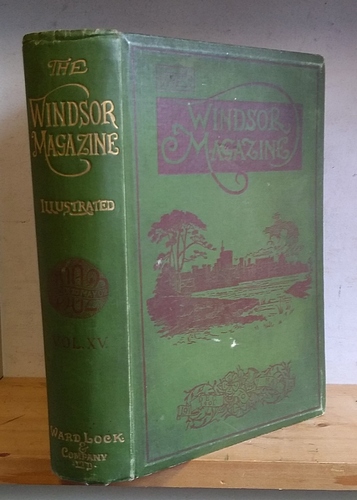 THE
WINDSOR
MAGAZINE
ILLUSTRATED
VOL. XV.
WARD LOCK
&
COMPANY
LTD.
WINDSOR
MAGAZINE